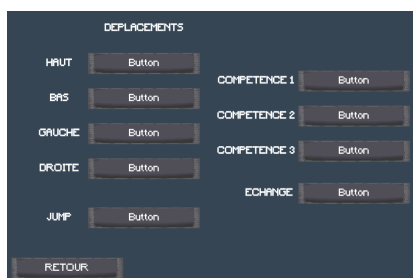 DEPLACEMENTS
HAUT Button
BAS Button
GAUCHE Button
DROITE Button
JUMP Button
COMPETENCE 1 Button
COMPETENCE 2 Button
COMPETENCE 3 Button
ECHANGE Button
RETOUR